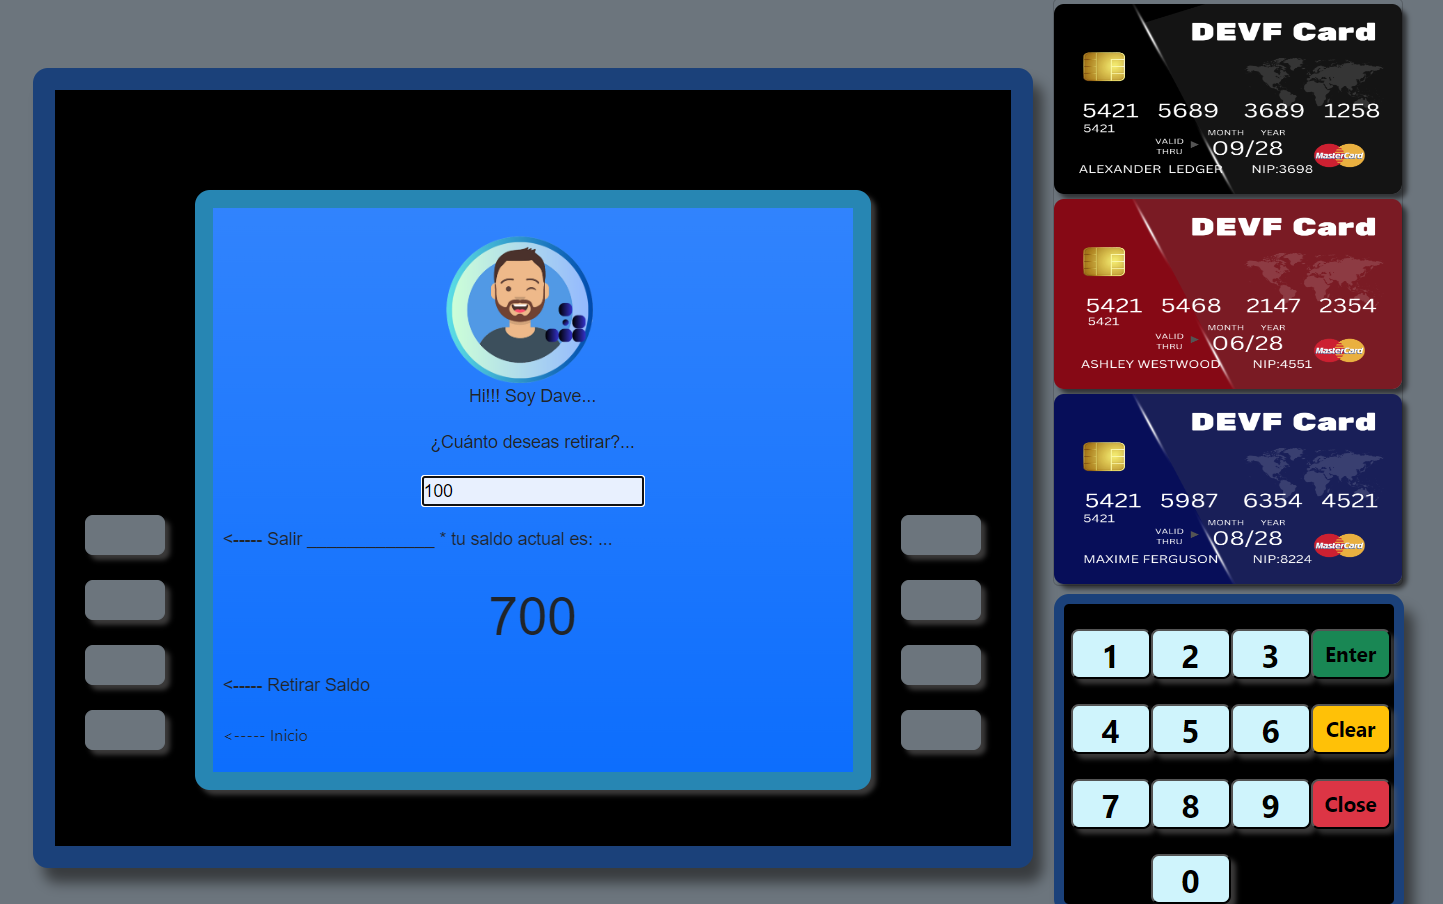 Hi!!! Soy Dave...
¿Cuánto deseas retirar?...
100
<----- Salir _____________ * tu saldo actual es: ...
700
<----- Retirar Saldo
<----- Inicio
DEVF Card
5421 5689 3689 1258
5421
MONTH YEAR
VALID THRU 09/28
MasterCard
ALEXANDER LEDGER NIP:3698
DEVF Card
5421 5468 2147 2354
5421
MONTH YEAR
VALID THRU 06/28
MasterCard
ASHLEY WESTWOOD NIP:4551
DEVF Card
5421 5987 6354 4521
5421
MONTH YEAR
VALID THRU 08/28
MasterCard
MAXIME FERGUSON NIP:8224
1 2 3 Enter
4 5 6 Clear
7 8 9 Close
0